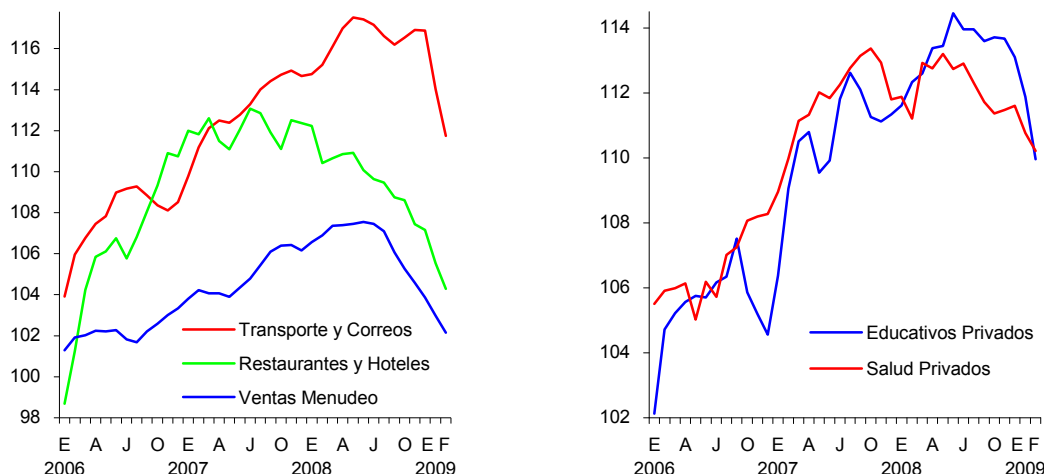 116
114
112
110
108
106
104
102
100
98
Transporte y Correos
Restaurantes y Hoteles
Ventas Menudeo
E A J O E A J O E A J O E F
2006 2007 2008 2009
114
112
110
108
106
104
102
Educativos Privados
Salud Privados
E A J O E A J O E A J O E F
2006 2007 2008 2009